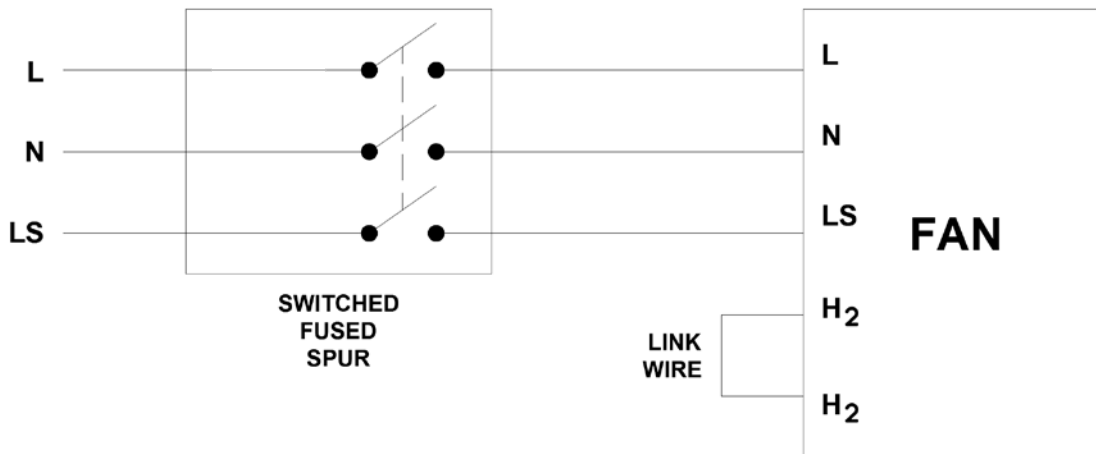 L
N
LS
SWITCHED
FUSED
SPUR
L
N
LS
FAN
H2
LINK
WIRE
H2